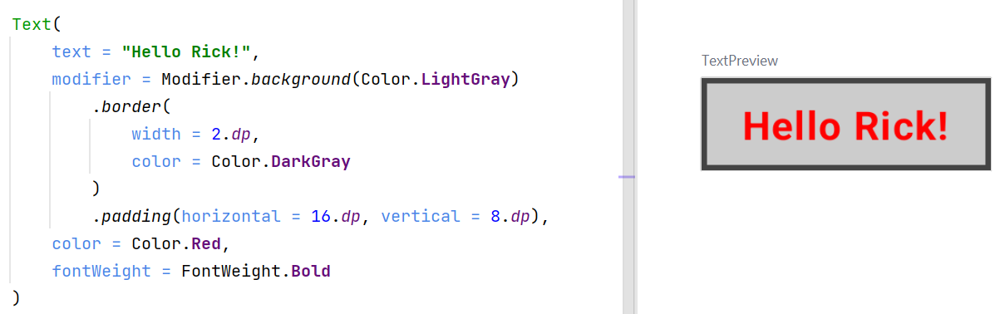 Text(
    text = "Hello Rick!",
    modifier = Modifier.background(Color.LightGray)
        .border(
            width = 2.dp,
            color = Color.DarkGray
        )
        .padding(horizontal = 16.dp, vertical = 8.dp),
    color = Color.Red,
    fontWeight = FontWeight.Bold
)
TextPreview
Hello Rick!